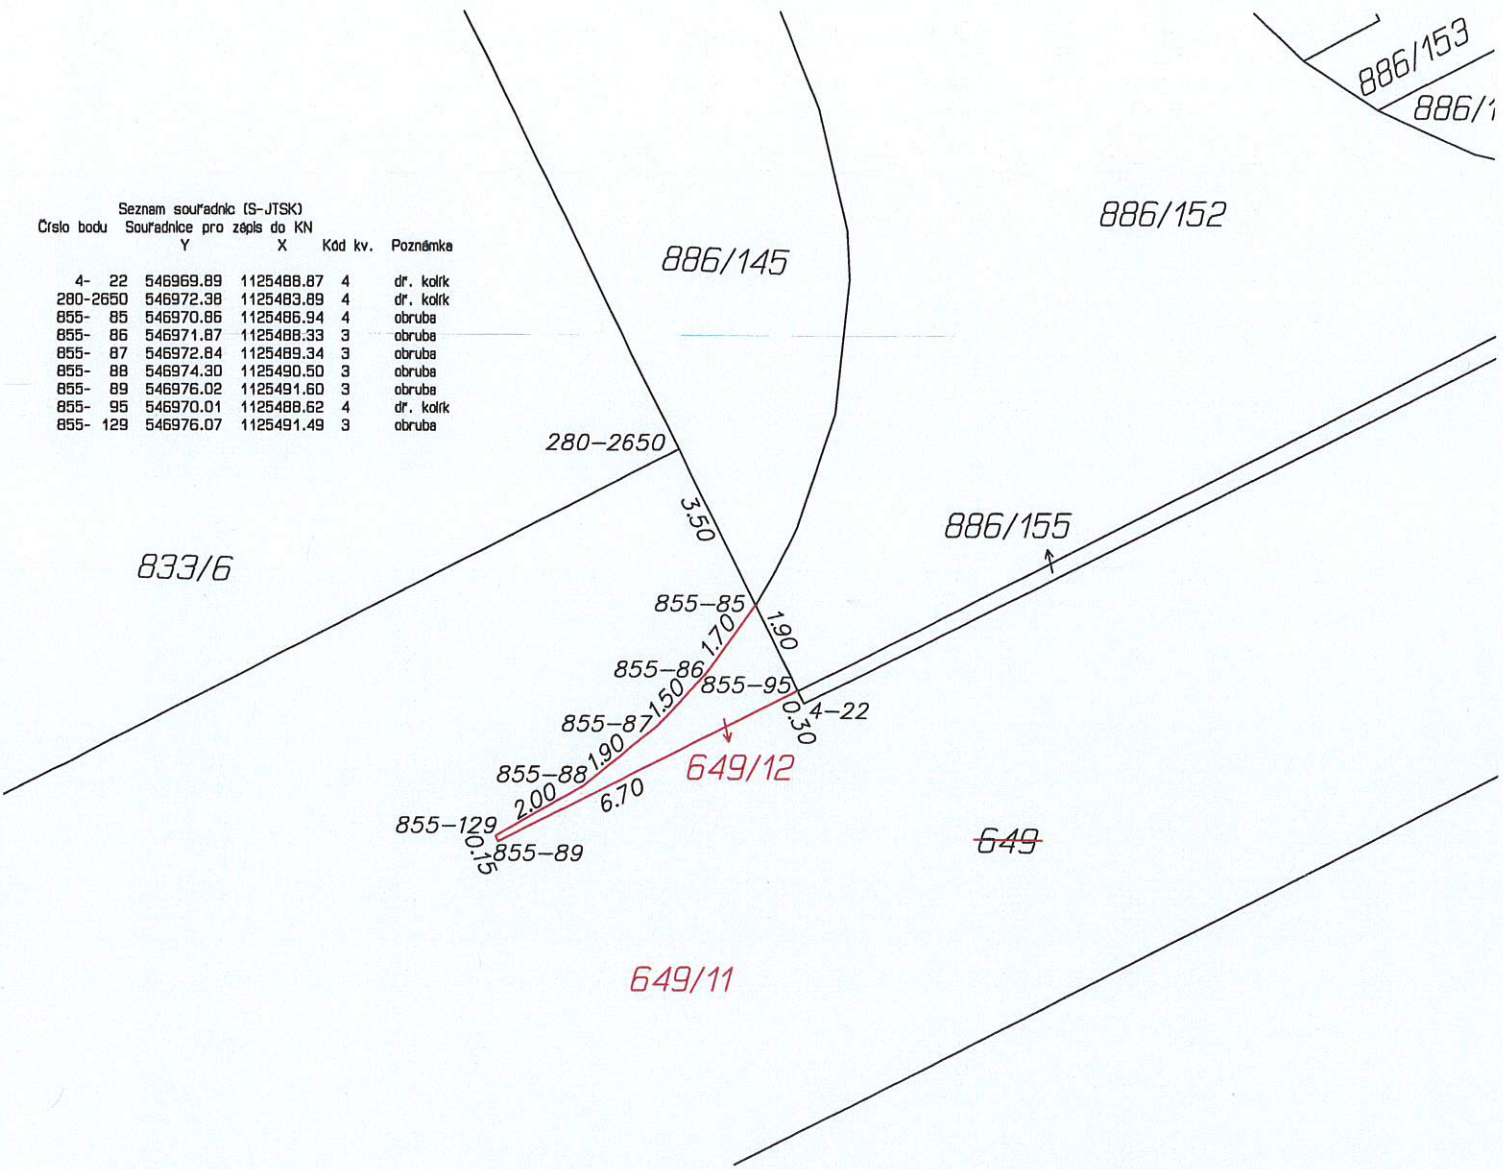 886/153
886/1
886/152
886/145
Seznam souřadnic (S-JTSK)
Číslo bodu Souřadnice pro zápis do KN
Y X Kód kv. Poznámka
4- 22 546969.89 1125488.87 4 dř. kolík
280-2650 546972.38 1125483.89 4 dř. kolík
855- 85 546970.86 1125486.94 4 obruba
855- 86 546971.87 1125488.33 3 obruba
855- 87 546972.84 1125489.34 3 obruba
855- 88 546974.30 1125490.50 3 obruba
855- 89 546976.02 1125491.60 3 obruba
855- 95 546970.01 1125488.62 4 dř. kolík
855- 129 546976.07 1125491.49 3 obruba
280-2650
3.50
886/155
833/6
855-85
1.90
1.70
855-86
855-95
1.50
4-22
0.30
855-87
1.90
649/12
855-88
2.00
6.70
855-129
0.15
855-89
649
649/11